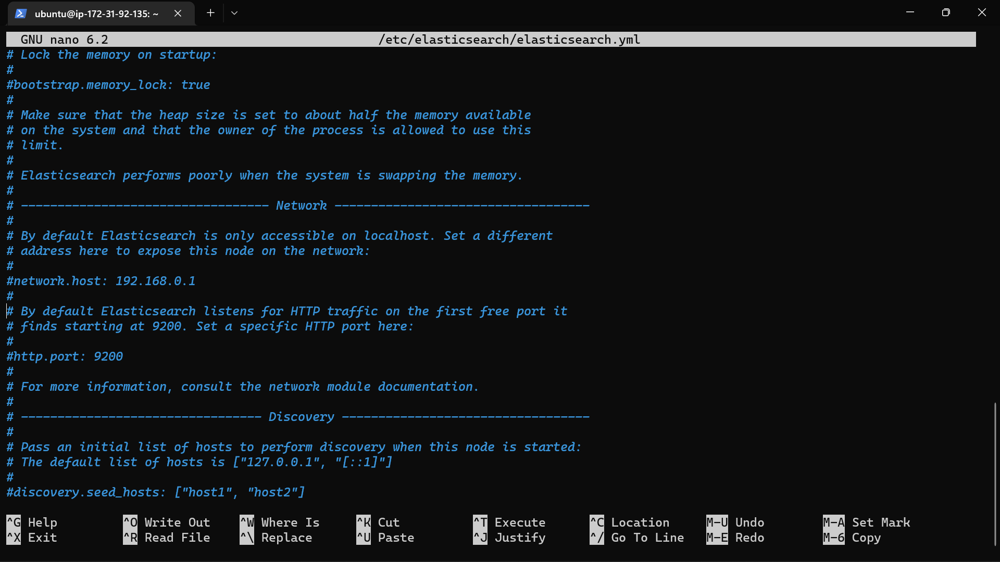 ubuntu@ip-172-31-92-135: ~
GNU nano 6.2 /etc/elasticsearch/elasticsearch.yml
# Lock the memory on startup:
#
#bootstrap.memory_lock: true
#
# Make sure that the heap size is set to about half the memory available
# on the system and that the owner of the process is allowed to use this
# limit.
#
# Elasticsearch performs poorly when the system is swapping the memory.
#
# ---------------------------------- Network -----------------------------------
#
# By default Elasticsearch is only accessible on localhost. Set a different
# address here to expose this node on the network:
#
#network.host: 192.168.0.1
#
# By default Elasticsearch listens for HTTP traffic on the first free port it
# finds starting at 9200. Set a specific HTTP port here:
#
#http.port: 9200
#
# For more information, consult the network module documentation.
#
# --------------------------------- Discovery ----------------------------------
#
# Pass an initial list of hosts to perform discovery when this node is started:
# The default list of hosts is ["127.0.0.1", "[::1]"]
#
#discovery.seed_hosts: ["host1", "host2"]
^G Help ^O Write Out ^W Where Is ^K Cut ^T Execute ^C Location M-U Undo M-A Set Mark
^X Exit ^R Read File ^\ Replace ^U Paste ^J Justify ^/ Go To Line M-E Redo M-6 Copy